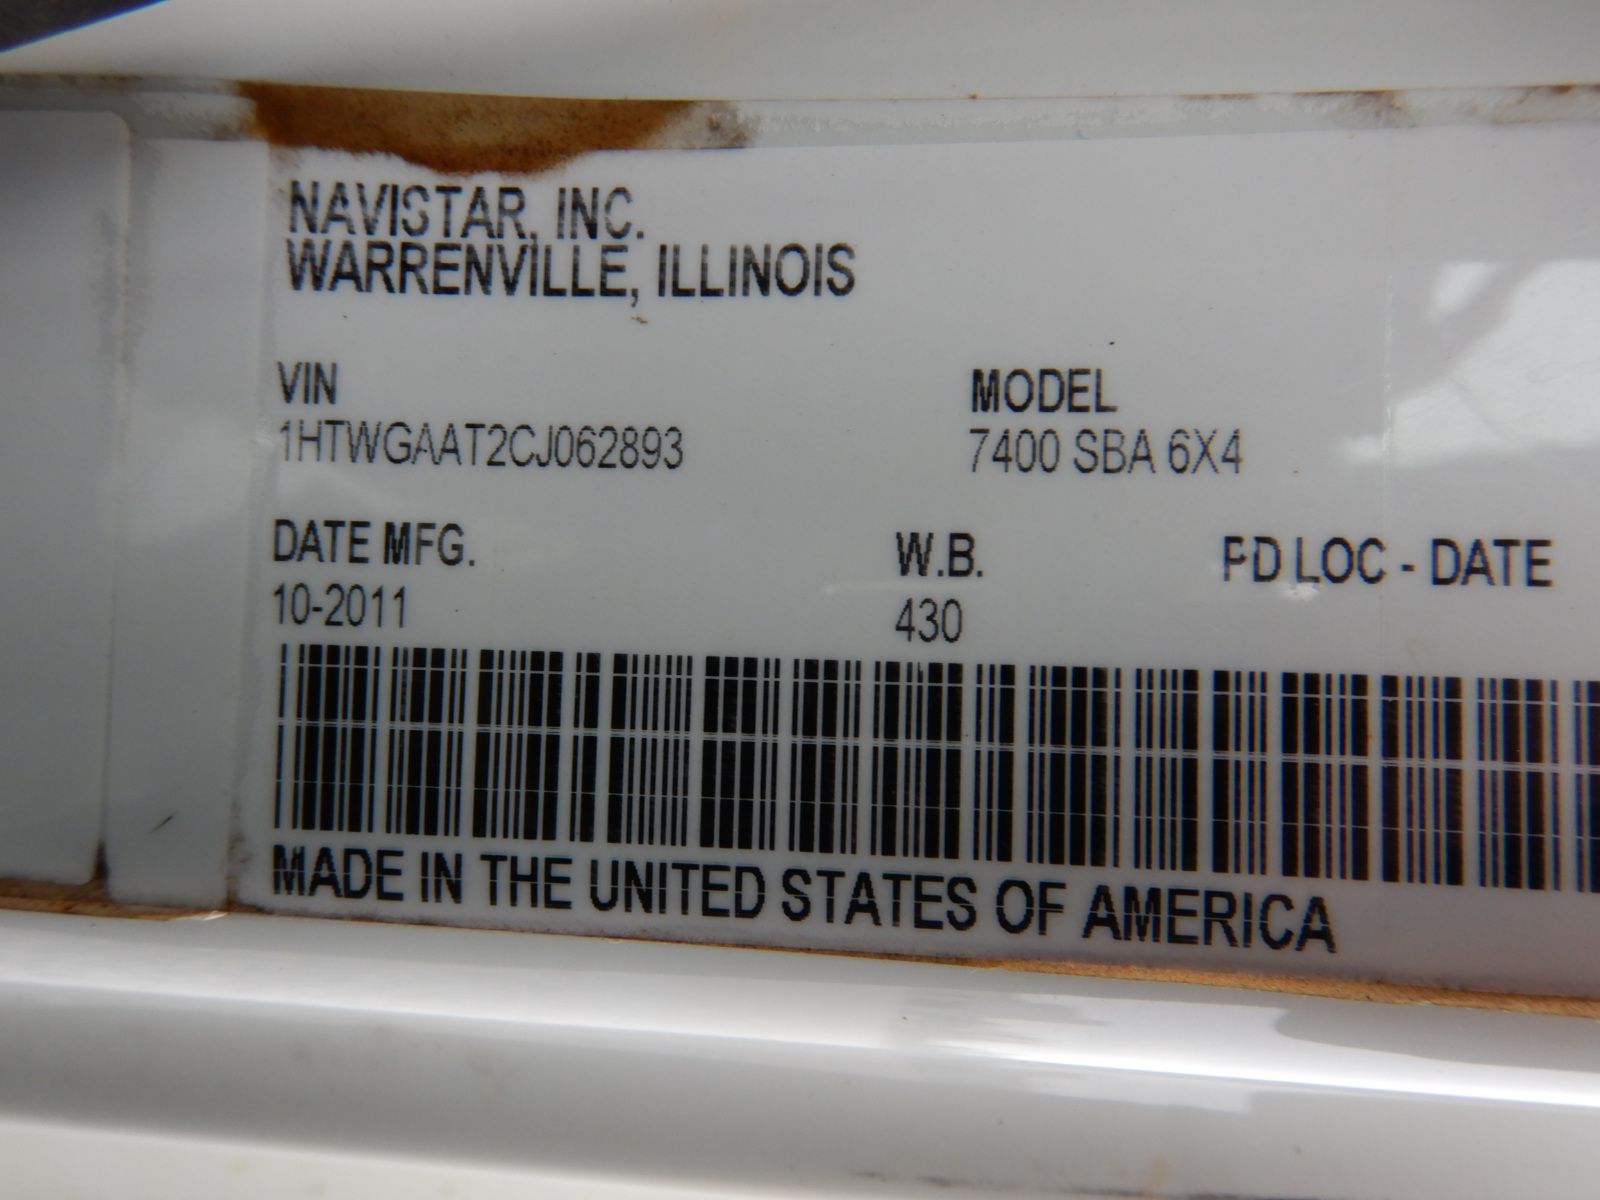 NAVISTAR, INC.
WARRENVILLE, ILLINOIS
VIN
1HTWGAAT2CJ062893
MODEL
7400 SBA 6X4
DATE MFG.
10-2011
W.B.
430
PD LOC - DATE
MADE IN THE UNITED STATES OF AMERICA